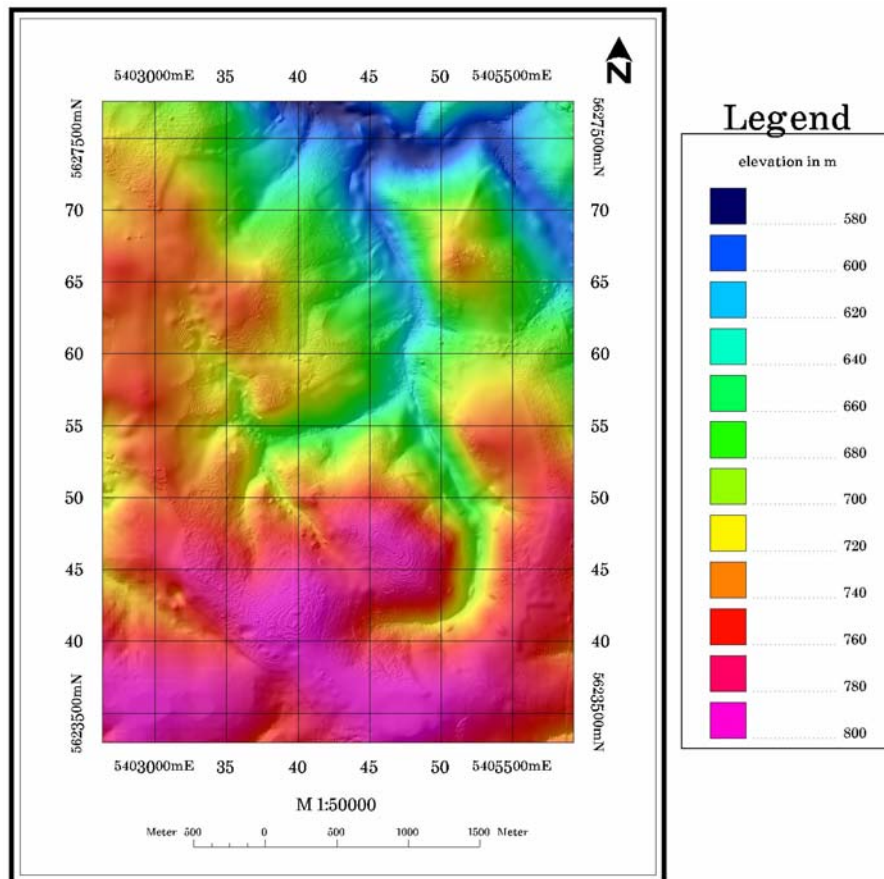 N
5403000mE 35 40 45 50 5405500mE
5627500mN 5627500mN
70 70
65 65
60 60
55 55
50 50
45 45
40 40
5623500mN 5623500mN
5403000mE 35 40 45 50 5405500mE
M 1:50000
Meter 500 0 500 1000 1500 Meter
Legend
elevation in m
580
600
620
640
660
680
700
720
740
760
780
800